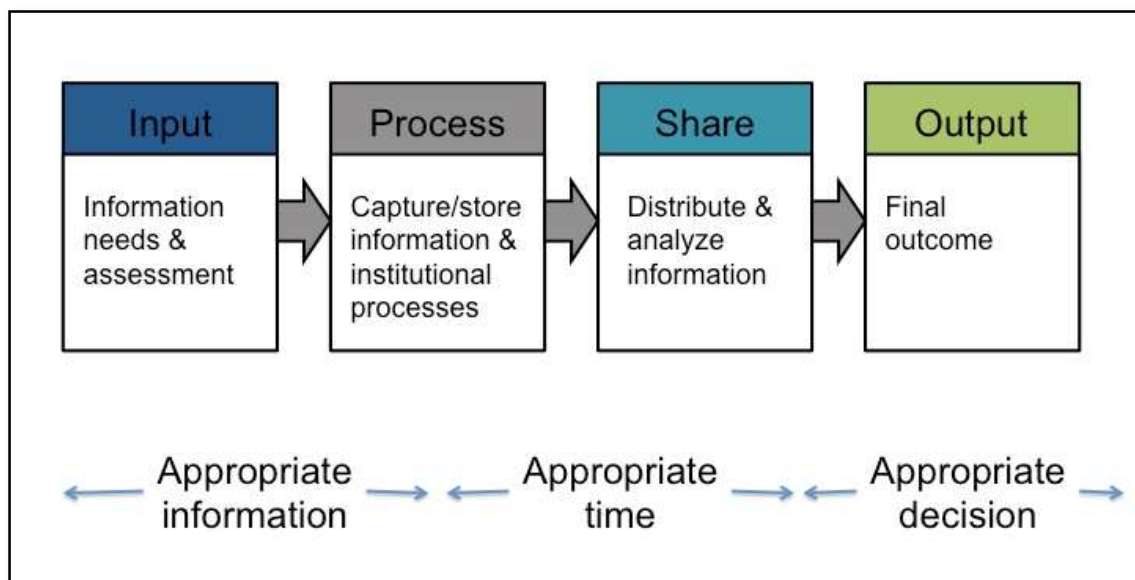 Input
Information
needs &
assessment
Process
Capture/store
information &
institutional
processes
Share
Distribute &
analyze
information
Output
Final
outcome
Appropriate
information
Appropriate
time
Appropriate
decision